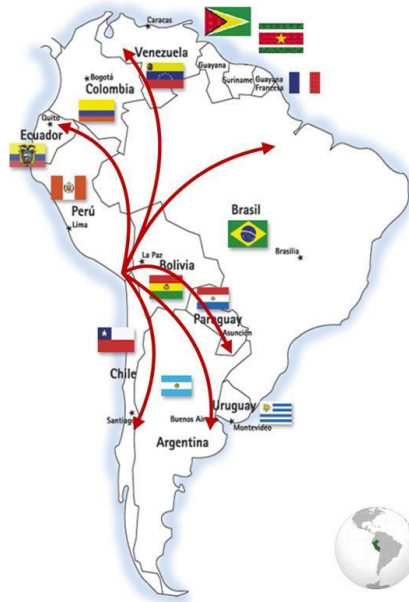 Caracas
Venezuela
Guayana
Suriname
Guayana
Francesa
Bogotá
Colombia
Quito
Ecuador
Perú
Lima
Brasil
Brasilia
La Paz
Bolivia
Paraguay
Asunción
Chile
Santiago
Uruguay
Buenos Aires
Montevideo
Argentina